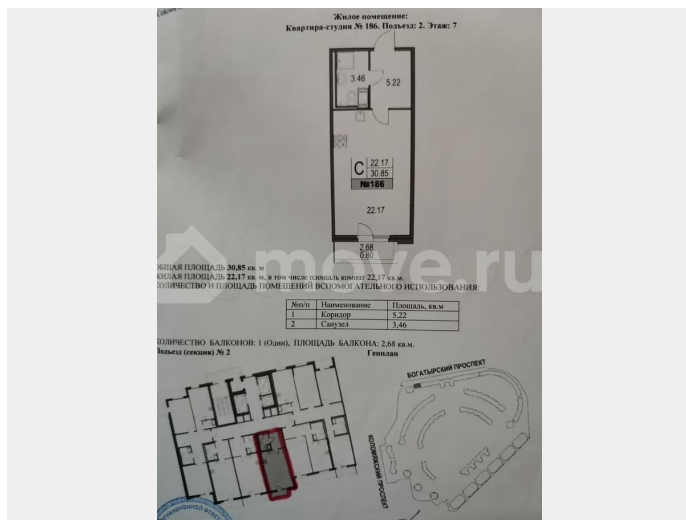 Жилое помещение:
Квартира-студия № 186. Подъезд: 2. Этаж: 7
3.46
5.22
С
22.17
30.85
№186
22.17
2.68
0.80
move.ru
ОБЩАЯ ПЛОЩАДЬ 30,85 кв. м
ЖИЛАЯ ПЛОЩАДЬ 22,17 кв. м, в том числе площадь комнат 22,17 кв.м.
КОЛИЧЕСТВО И ПЛОЩАДЬ ПОМЕЩЕНИЙ ВСПОМОГАТЕЛЬНОГО ИСПОЛЬЗОВАНИЯ:
№п/п Наименование Площадь, кв.м
1 Коридор 5,22
2 Санузел 3,46
КОЛИЧЕСТВО БАЛКОНОВ: 1 (Один), ПЛОЩАДЬ БАЛКОНА: 2,68 кв.м.
Подъезд (секция) № 2 Генплан
БОГАТЫРСКИЙ ПРОСПЕКТ
КОЛОМЯЖСКИЙ ПРОСПЕКТ